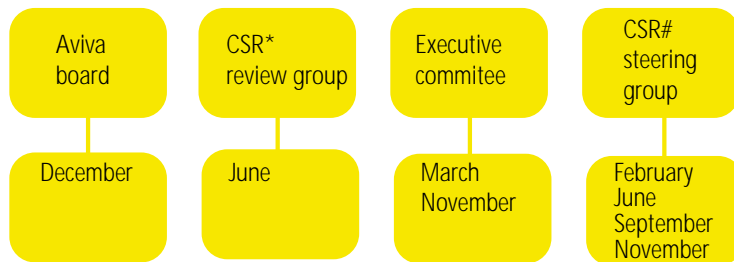 Aviva
board
CSR*
review group
Executive
commitee
CSR#
steering
group
December
June
March
November
February
June
September
November